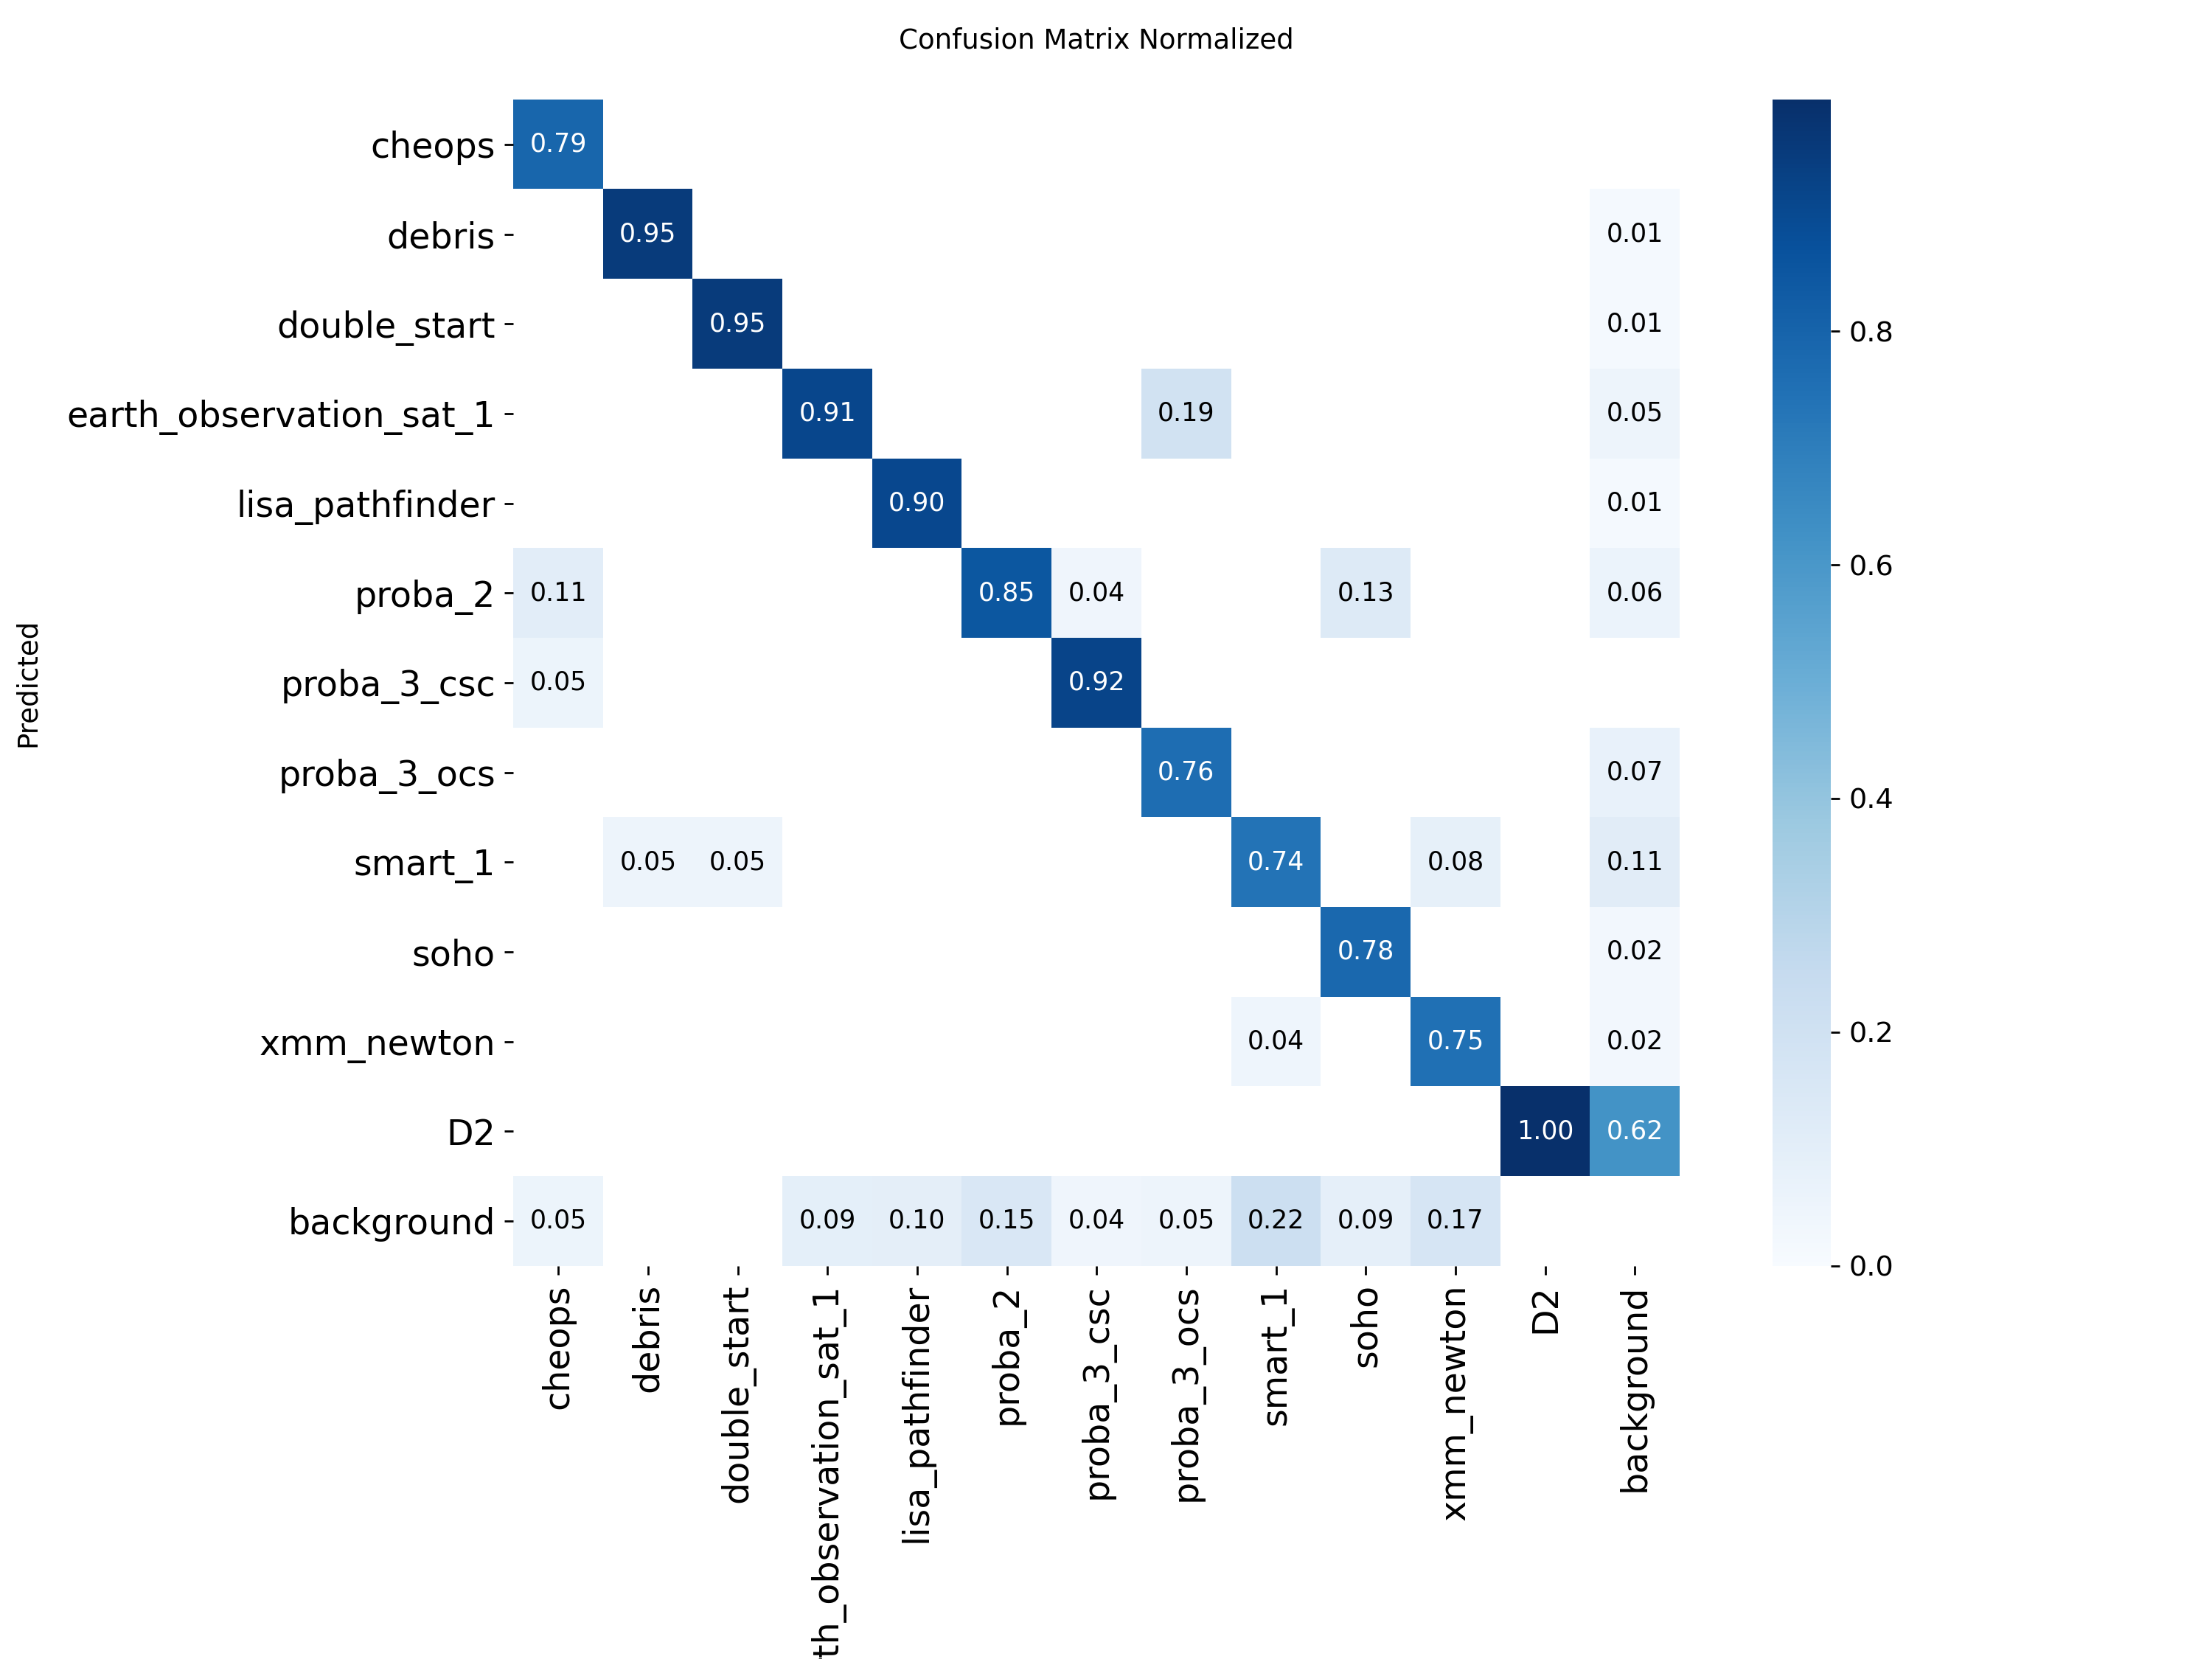 Confusion Matrix Normalized
cheops 0.79
debris 0.95 0.01
double_start 0.95 0.01
0.8
earth_observation_sat_1 0.91 0.19 0.05
lisa_pathfinder 0.90 0.01
0.6
proba_2 0.11 0.85 0.04 0.13 0.06
Predicted
proba_3_csc 0.05 0.92
proba_3_ocs 0.76 0.07
0.4
smart_1 0.05 0.05 0.74 0.08 0.11
soho 0.78 0.02
xmm_newton 0.04 0.75 0.02
0.2
D2 1.00 0.62
background 0.05 0.09 0.10 0.15 0.04 0.05 0.22 0.09 0.17
0.0
cheops
debris
double_start
th_observation_sat_1
lisa_pathfinder
proba_2
proba_3_csc
proba_3_ocs
smart_1
soho
xmm_newton
D2
background